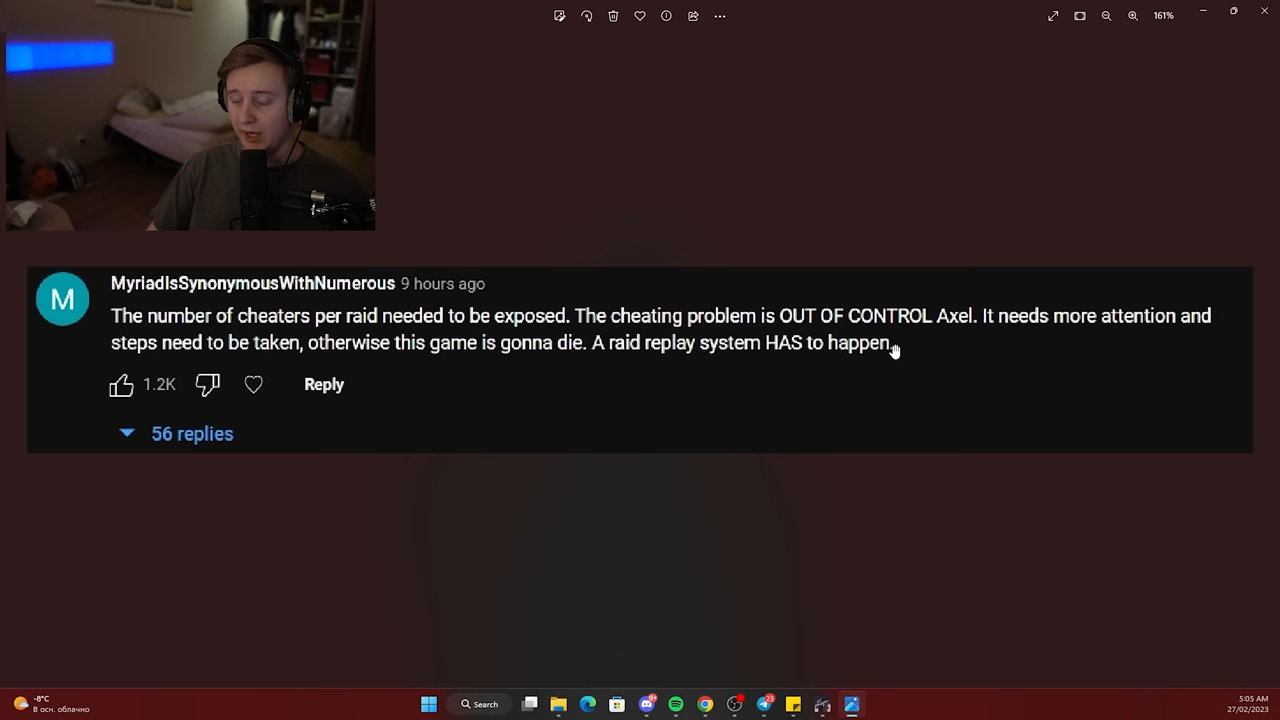 161%
M
MyriadIsSynonymousWithNumerous 9 hours ago
The number of cheaters per raid needed to be exposed. The cheating problem is OUT OF CONTROL Axel. It needs more attention and
steps need to be taken, otherwise this game is gonna die. A raid replay system HAS to happen.
1.2K
Reply
56 replies
-8°C
В осн. облачно
Search
5:05 AM
27/02/2023